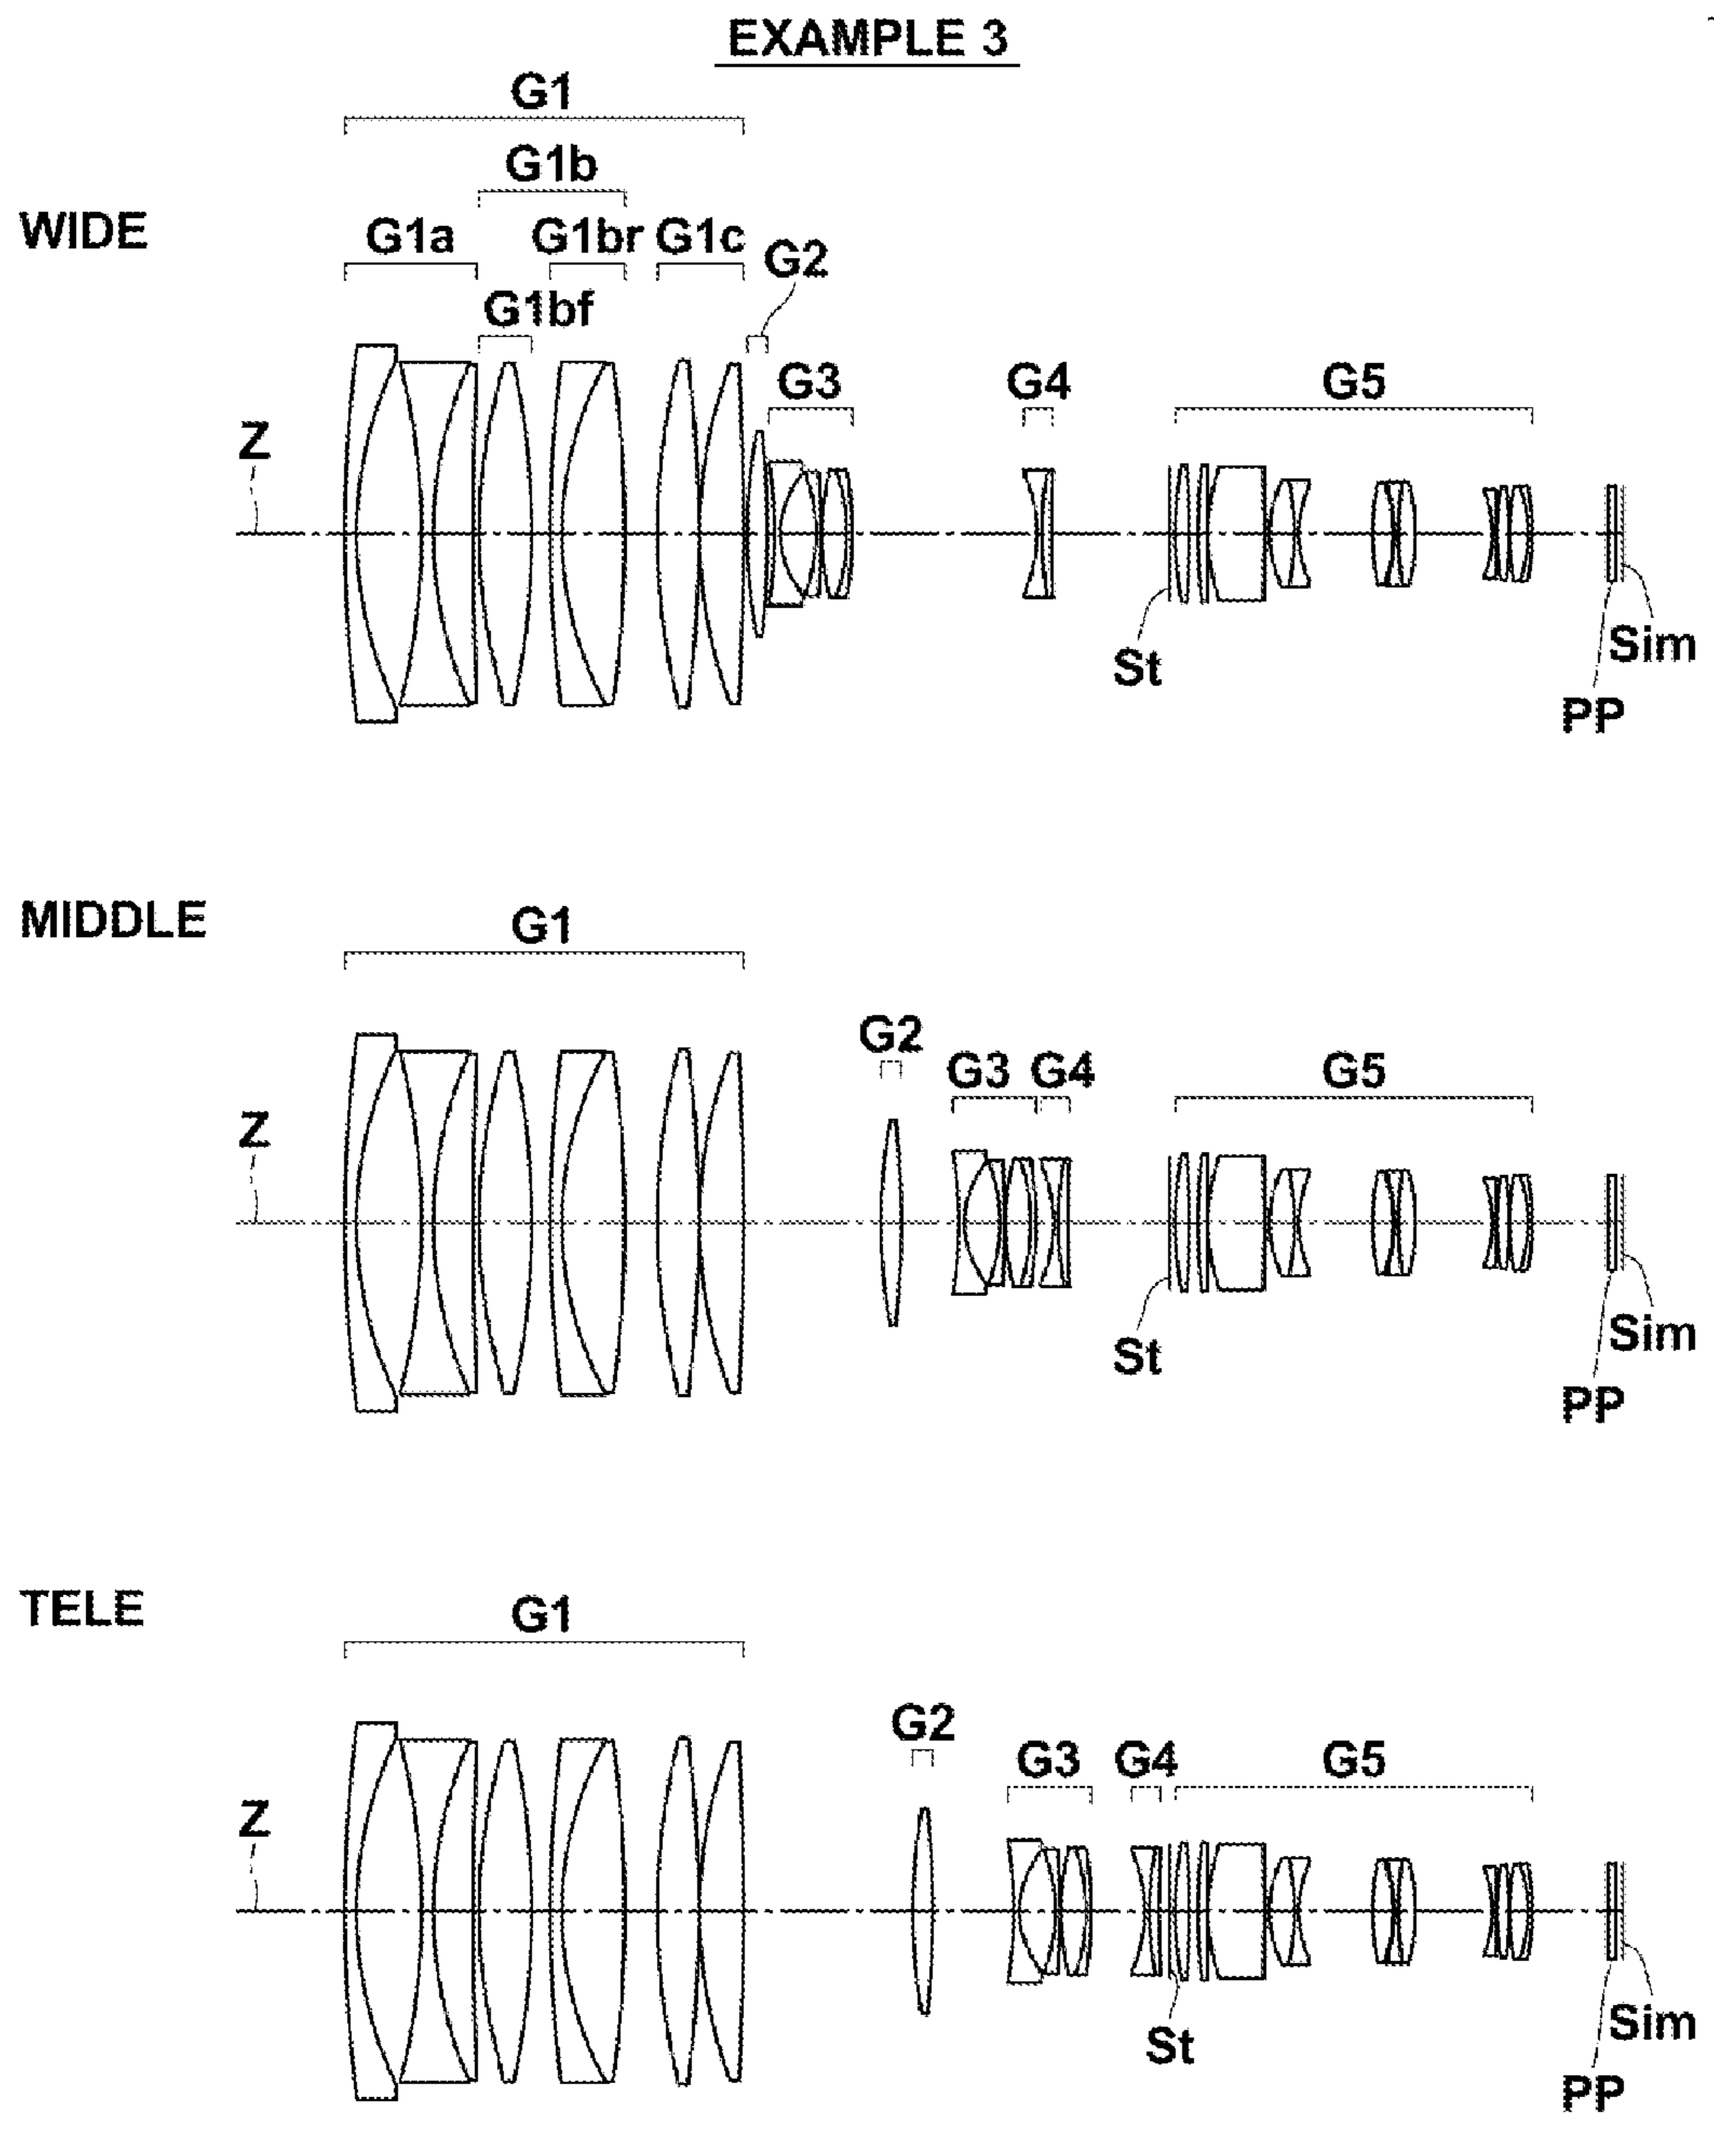 EXAMPLE 3
G1
G1b
WIDE
G1a G1br G1c G2
G1bf
G3 G4 G5
Z
St Sim
PP
MIDDLE
G1
G2
G3 G4 G5
Z
St Sim
PP
TELE
G1
G2
G3 G4 G5
Z
St Sim
PP